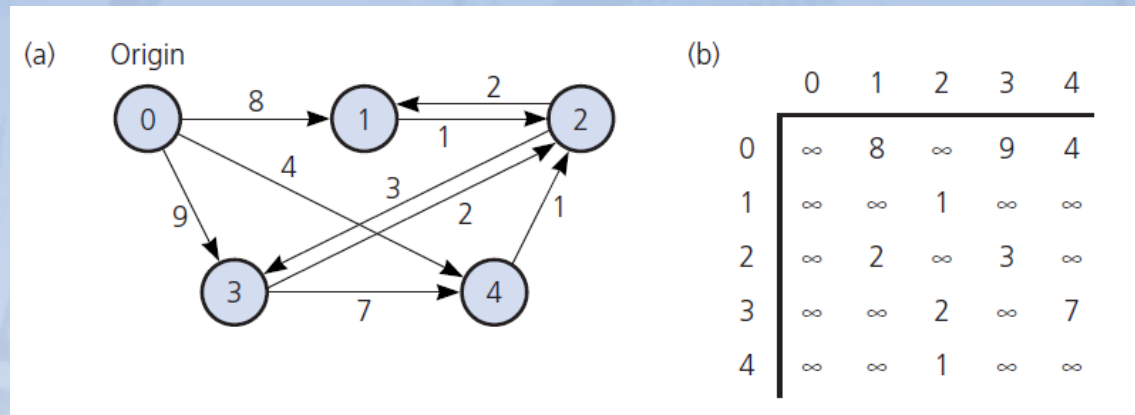 (a) Origin
0 8 1 2 1 2
4
3
9 2 1
3 7 4
(b)
0 1 2 3 4
0 ∞ 8 ∞ 9 4
1 ∞ ∞ 1 ∞ ∞
2 ∞ 2 ∞ 3 ∞
3 ∞ ∞ 2 ∞ 7
4 ∞ ∞ 1 ∞ ∞